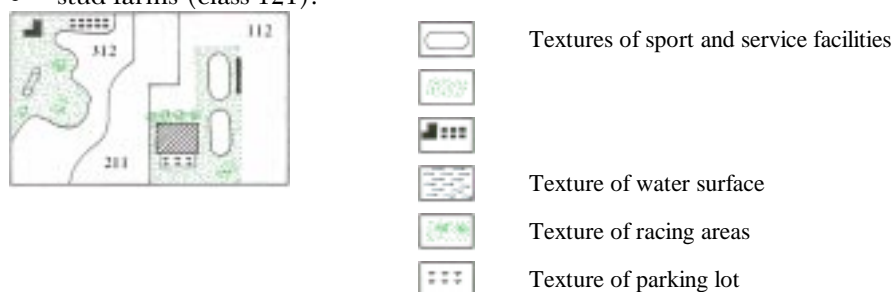 • stud farms (class 121).
112
312
211
Textures of sport and service facilities
Texture of water surface
Texture of racing areas
Texture of parking lot